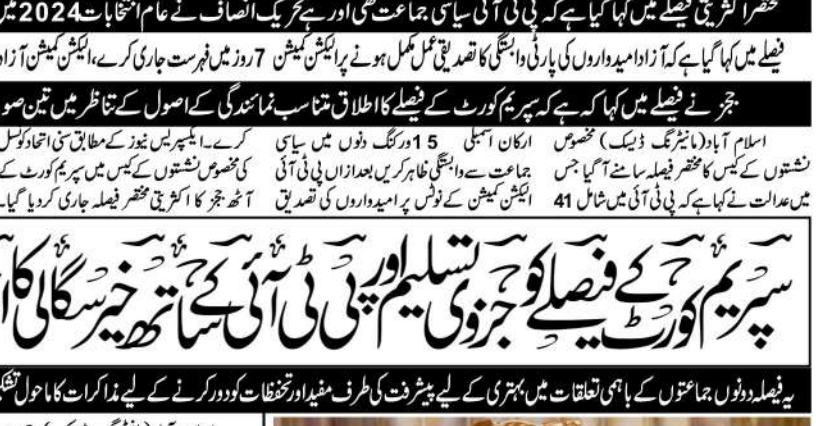 مختصر اکثریتی فیصلے میں کہا گیا ہے کہ پی ٹی آئی سیاسی جماعت تھی اور ہے تحریک انصاف نے عام انتخابات 2024 میں
فیصلے میں کہا گیا ہے کہ آزاد امیدواروں کی پارٹی وابستگی کا تصدیقی عمل مکمل ہونے پر الیکشن کمیشن 7 روز میں فہرست جاری کرے، الیکشن کمیشن آزاد
ججز نے فیصلے میں کہا کہ ہے کہ سپریم کورٹ کے فیصلے کا اطلاق متناسب نمائندگی کے اصول کے تناظر میں تین صو
اسلام آباد (مانیٹرنگ ڈیسک) مخصوص
نشستوں کے کیس کا مختصر فیصلہ سامنے آ گیا جس
میں عدالت نے کہا ہے کہ پی ٹی آئی میں شامل 41
ارکان اسمبلی 15 ورکنگ دنوں میں سیاسی
جماعت سے وابستگی ظاہر کریں بعدازاں پی ٹی آئی
الیکشن کمیشن کے نوٹس پر امیدواروں کی تصدیق
کرے۔ ایکسپریس نیوز کے مطابق سنی اتحاد کونسل
کی مخصوص نشستوں کے کیس میں سپریم کورٹ کے
آٹھ ججز کا اکثریتی مختصر فیصلہ جاری کردیا گیا۔
سپریم کورٹ کے فیصلے کو جزوی تسلیم اور پی ٹی آئی کے ساتھ خیر سگالی کا
یہ فیصلہ دونوں جماعتوں کے باہمی تعلقات میں بہتری کے لیے پیشرفت کی طرف مفید اور تحفظات کو دور کرنے کے لیے مذاکرات کا ماحول تشک